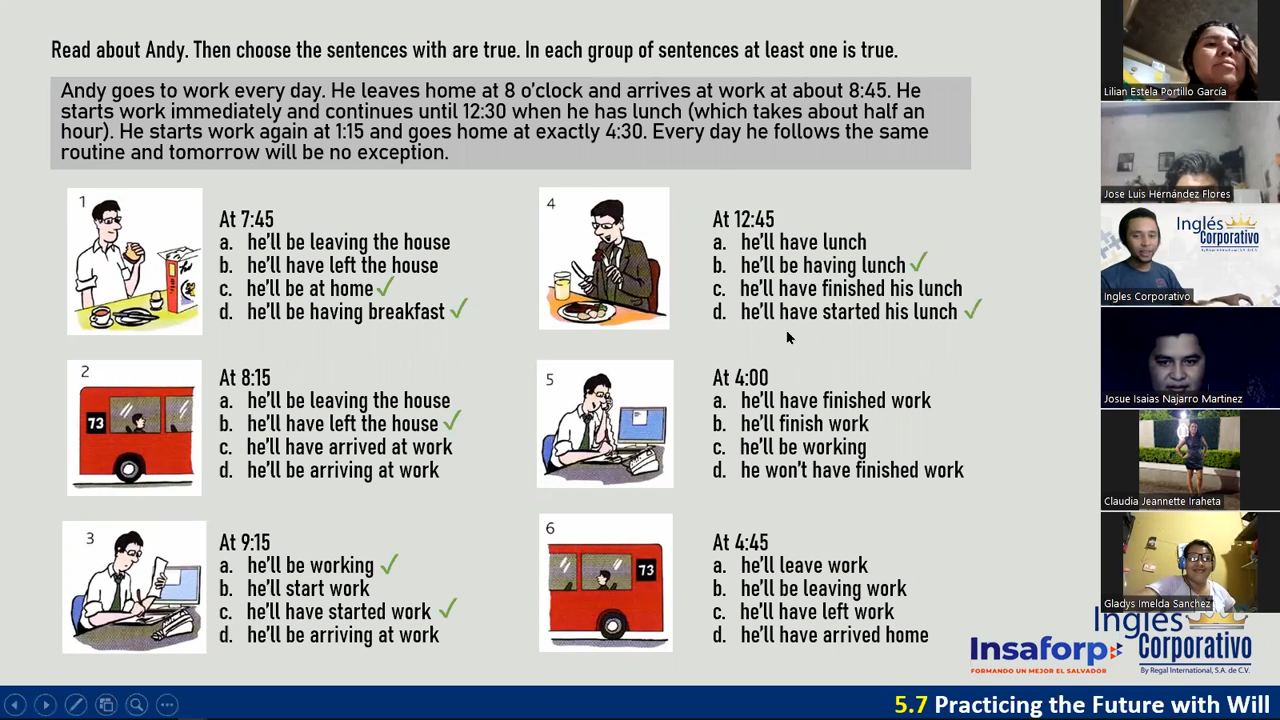 Read about Andy. Then choose the sentences with are true. In each group of sentences at least one is true.
Andy goes to work every day. He leaves home at 8 o'clock and arrives at work at about 8:45. He
starts work immediately and continues until 12:30 when he has lunch (which takes about half an
hour). He starts work again at 1:15 and goes home at exactly 4:30. Every day he follows the same
routine and tomorrow will be no exception.
1
At 7:45
a. he'll be leaving the house
b. he'll have left the house
c. he'll be at home ✓
d. he'll be having breakfast ✓
2
73
At 8:15
a. he'll be leaving the house
b. he'll have left the house ✓
c. he'll have arrived at work
d. he'll be arriving at work
3
At 9:15
a. he'll be working ✓
b. he'll start work
c. he'll have started work ✓
d. he'll be arriving at work
4
At 12:45
a. he'll have lunch
b. he'll be having lunch ✓
c. he'll have finished his lunch
d. he'll have started his lunch ✓
5
At 4:00
a. he'll have finished work
b. he'll finish work
c. he'll be working
d. he won't have finished work
6
73
At 4:45
a. he'll leave work
b. he'll be leaving work
c. he'll have left work
d. he'll have arrived home
Lilian Estela Portillo García
Jose Luis Hernández Flores
Inglés
Corporativo
By Regal International, S.A. de C.V.
Ingles Corporativo
Josue Isaias Najarro Martinez
Claudia Jeannette Iraheta
Gladys Imelda Sanchez
Insaforp
FORMANDO UN MEJOR EL SALVADOR
Inglés
Corporativo
By Regal International, S.A. de C.V.
5.7 Practicing the Future with Will